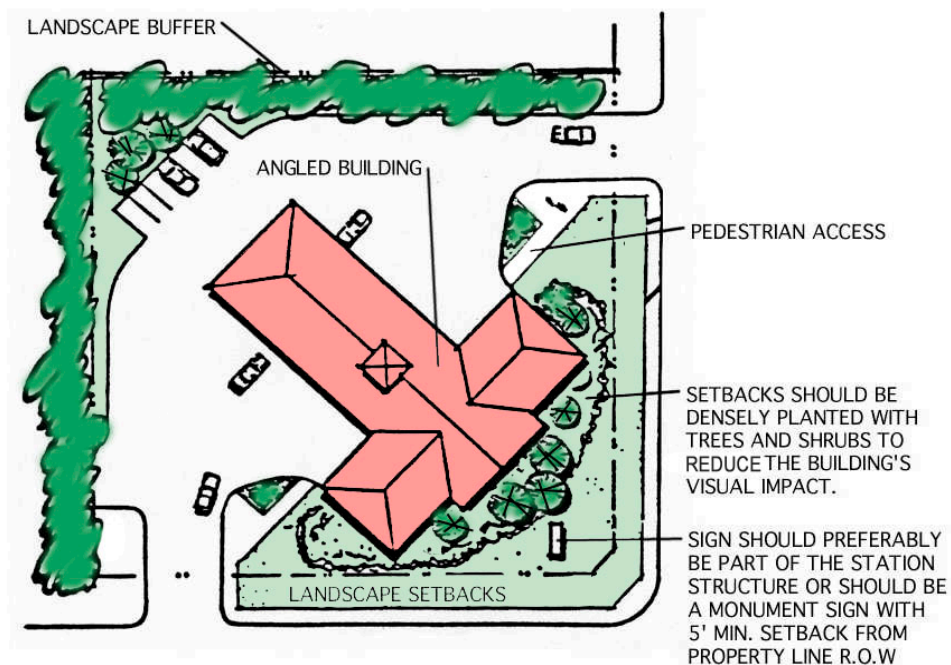 LANDSCAPE BUFFER
ANGLED BUILDING
PEDESTRIAN ACCESS
SETBACKS SHOULD BE
DENSELY PLANTED WITH
TREES AND SHRUBS TO
REDUCE THE BUILDING'S
VISUAL IMPACT.
SIGN SHOULD PREFERABLY
BE PART OF THE STATION
STRUCTURE OR SHOULD BE
A MONUMENT SIGN WITH
5' MIN. SETBACK FROM
PROPERTY LINE R.O.W
LANDSCAPE SETBACKS